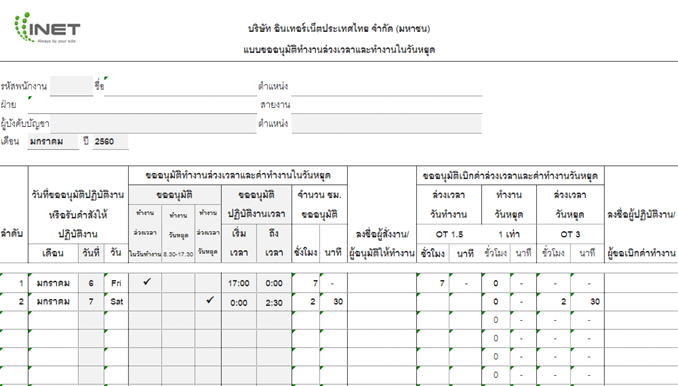 INET
Always by your side
บริษัท อินเทอร์เน็ตประเทศไทย จำกัด (มหาชน)
แบบขออนุมัติทำงานล่วงเวลาและทำงานในวันหยุด
รหัสพนักงาน ชื่อ ตำแหน่ง
ฝ่าย สายงาน
ผู้บังคับบัญชา ตำแหน่ง
เดือน มกราคม ปี 2560
ลำดับ
วันที่ขออนุมัติปฏิบัติงาน
หรือรับคำสั่งให้
ปฏิบัติงาน
เดือน วันที่ วัน
ขออนุมัติทำงานล่วงเวลาและค่าทำงานในวันหยุด
ขออนุมัติ
ทำงาน
ล่วงเวลา
ในวันทำงาน
ทำงาน
วันหยุด
8.30-17.30
ทำงาน
ล่วงเวลา
วันหยุด
ขออนุมัติ
ปฏิบัติงานเวลา
เริ่ม
เวลา
ถึง
เวลา
จำนวน ชม.
ขออนุมัติ
ชั่วโมง นาที
ลงชื่อผู้สั่งงาน/
ผู้อนุมัติให้ทำงาน
ขออนุมัติเบิกค่าล่วงเวลาและค่าทำงานวันหยุด
ล่วงเวลา
วันทำงาน
OT 1.5
ชั่วโมง นาที
ทำงาน
วันหยุด
1 เท่า
ชั่วโมง นาที
ล่วงเวลา
วันหยุด
OT 3
ชั่วโมง นาที
ลงชื่อผู้ปฏิบัติงาน/
ผู้ขอเบิกค่าทำงาน
1 มกราคม 6 Fri ✓ 17:00 0:00 7 - 7 - 0 - - -
2 มกราคม 7 Sat ✓ 0:00 2:30 2 30 0 - 2 30
0 - - -
0 - - -
0 - - -
0 - - -